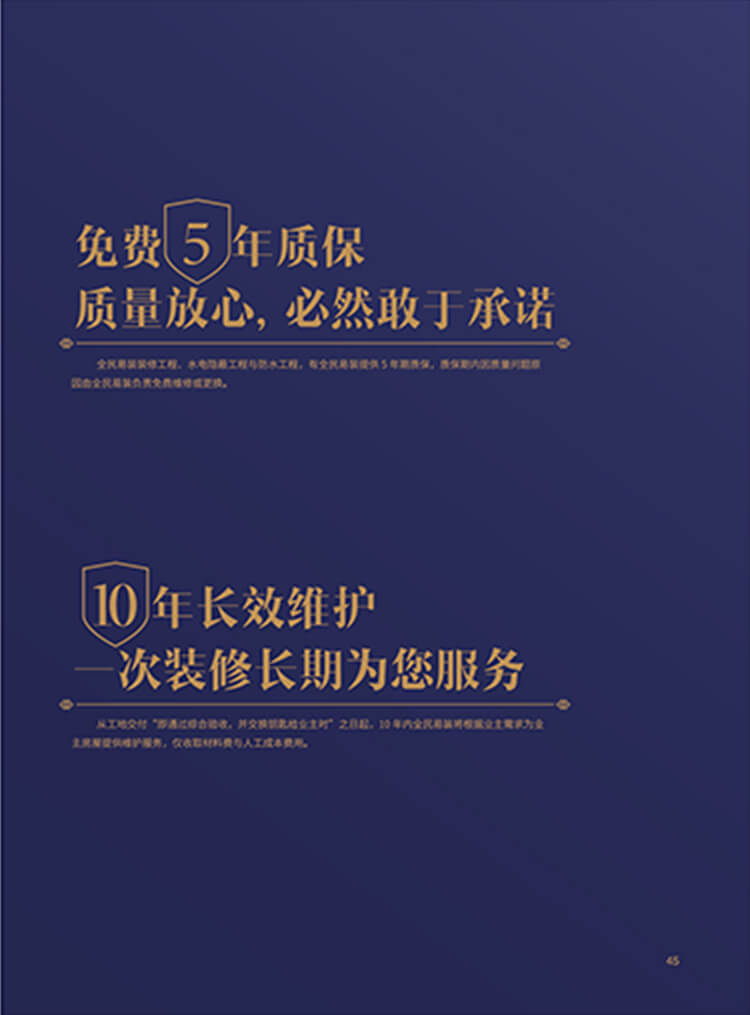 免费5年质保
质量放心，必然敢于承诺
全民易装装修工程、水电隐蔽工程与防水工程，有全民易装提供 5 年期质保，质保期内因质量问题原
因由全民易装负责免费维修或更换。
10年长效维护
一次装修长期为您服务
从工地交付“即通过综合验收，并交换钥匙给业主时”之日起，10 年内全民易装将根据业主需求为业
主房屋提供维护服务，仅收取材料费与人工成本费用。
45